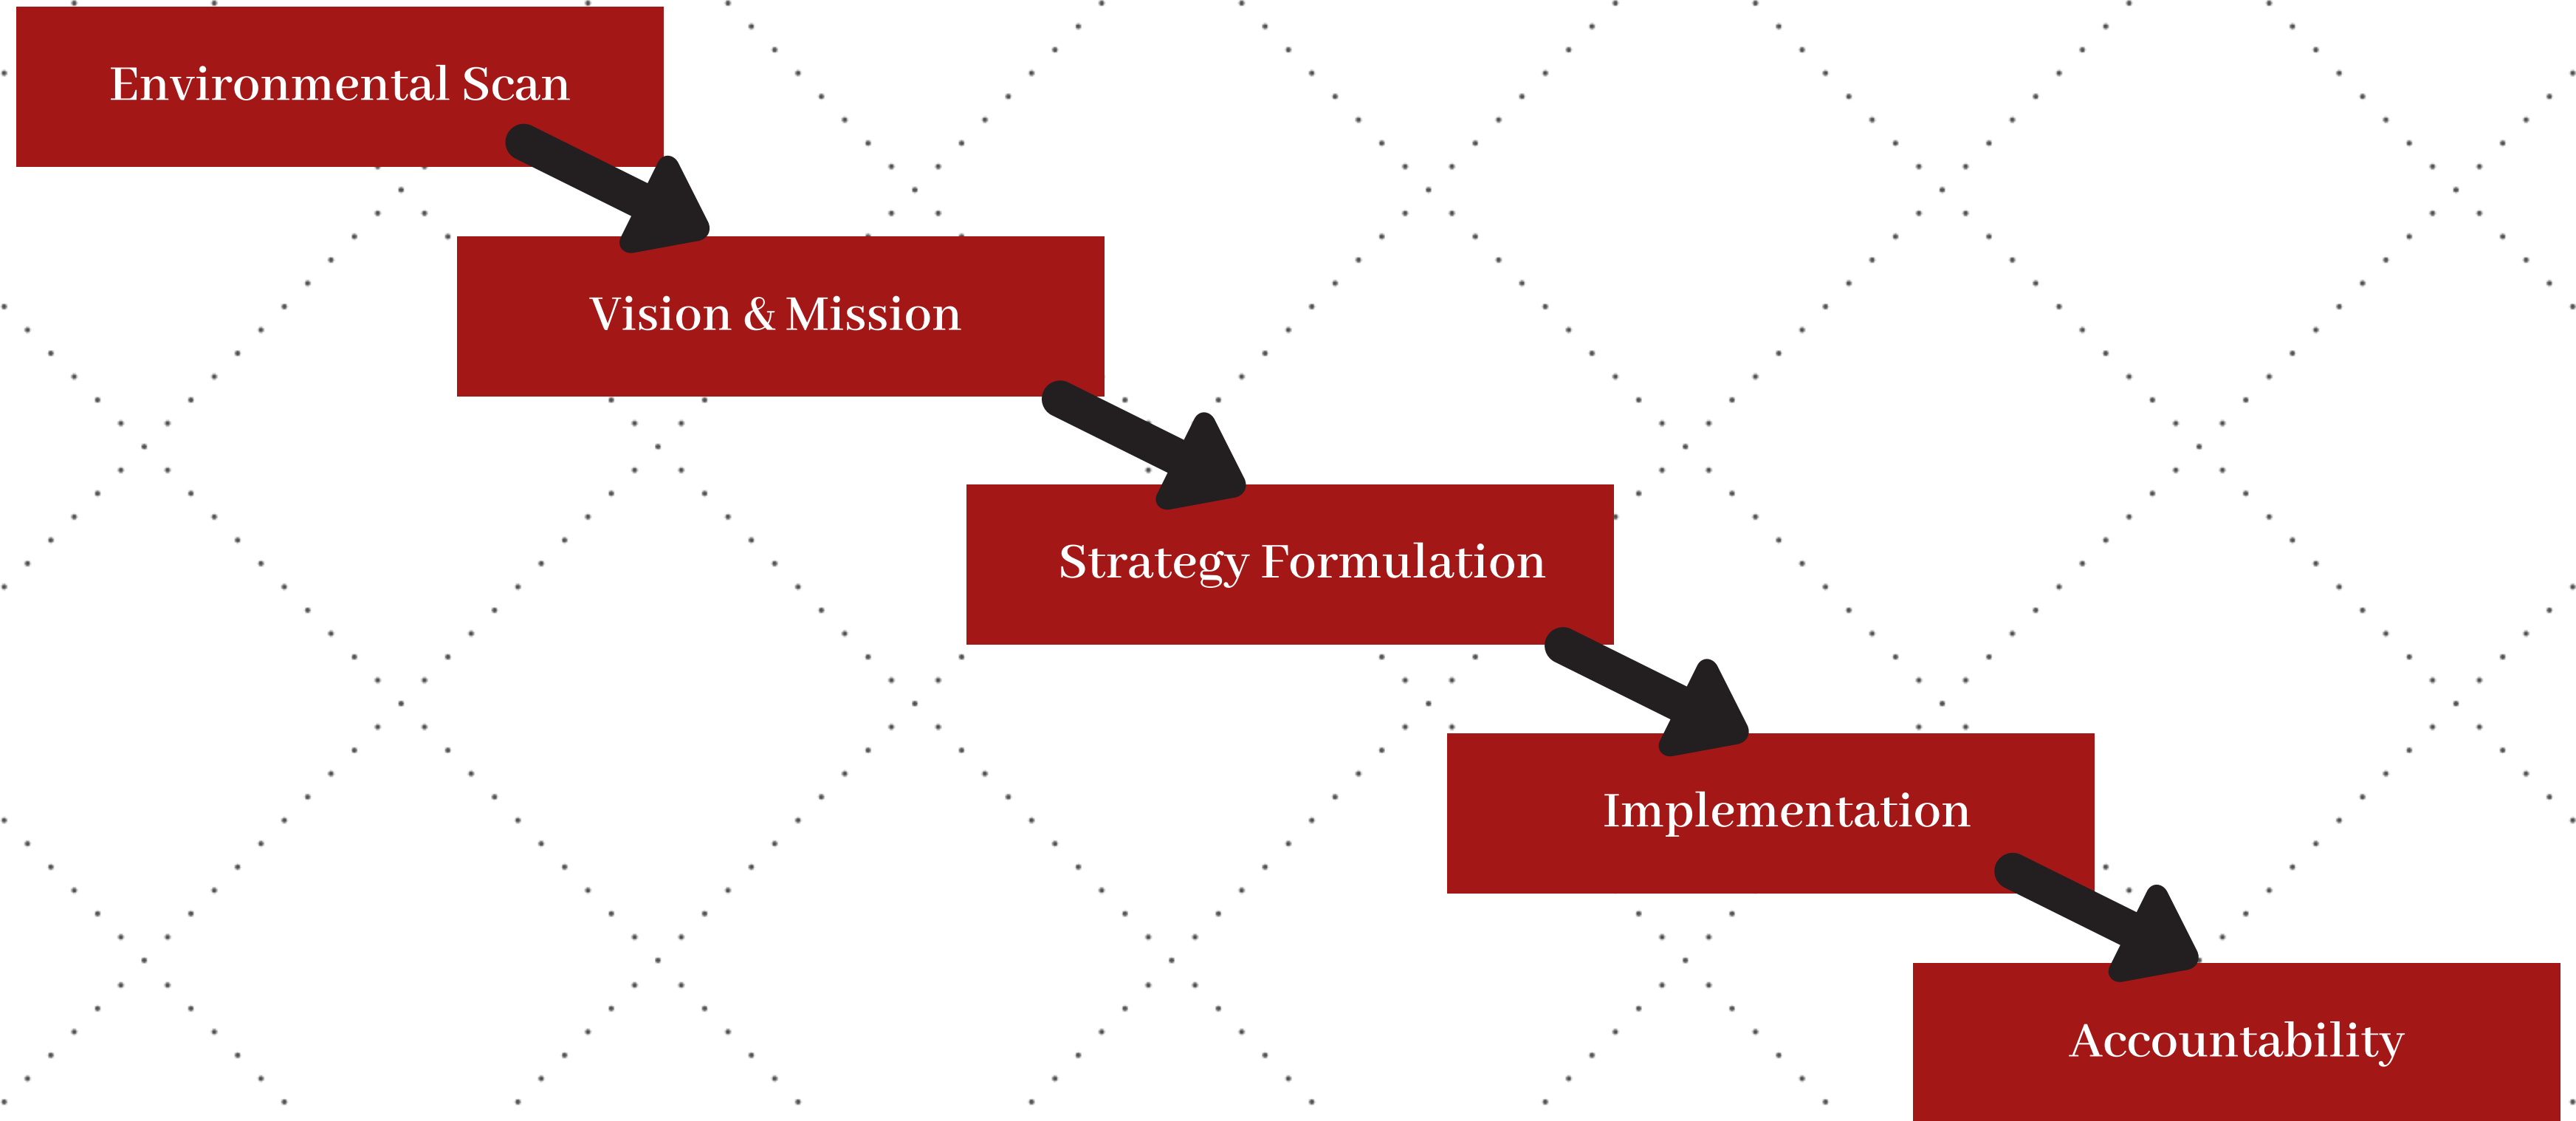 Environmental Scan
Vision & Mission
Strategy Formulation
Implementation
Accountability